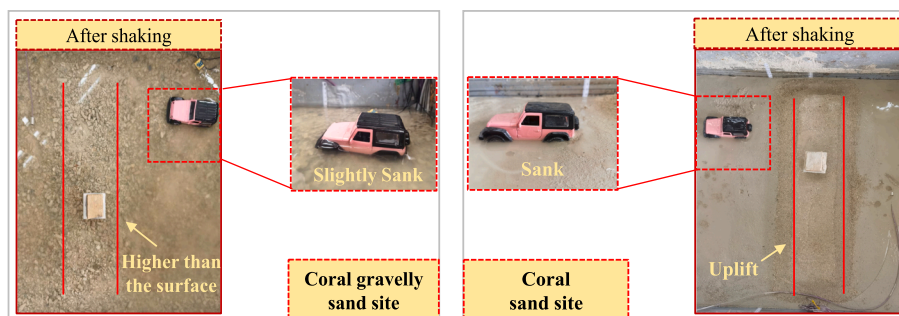 After shaking
Slightly Sank
Higher than
the surface
Coral gravelly
sand site
Sank
Coral
sand site
After shaking
Uplift